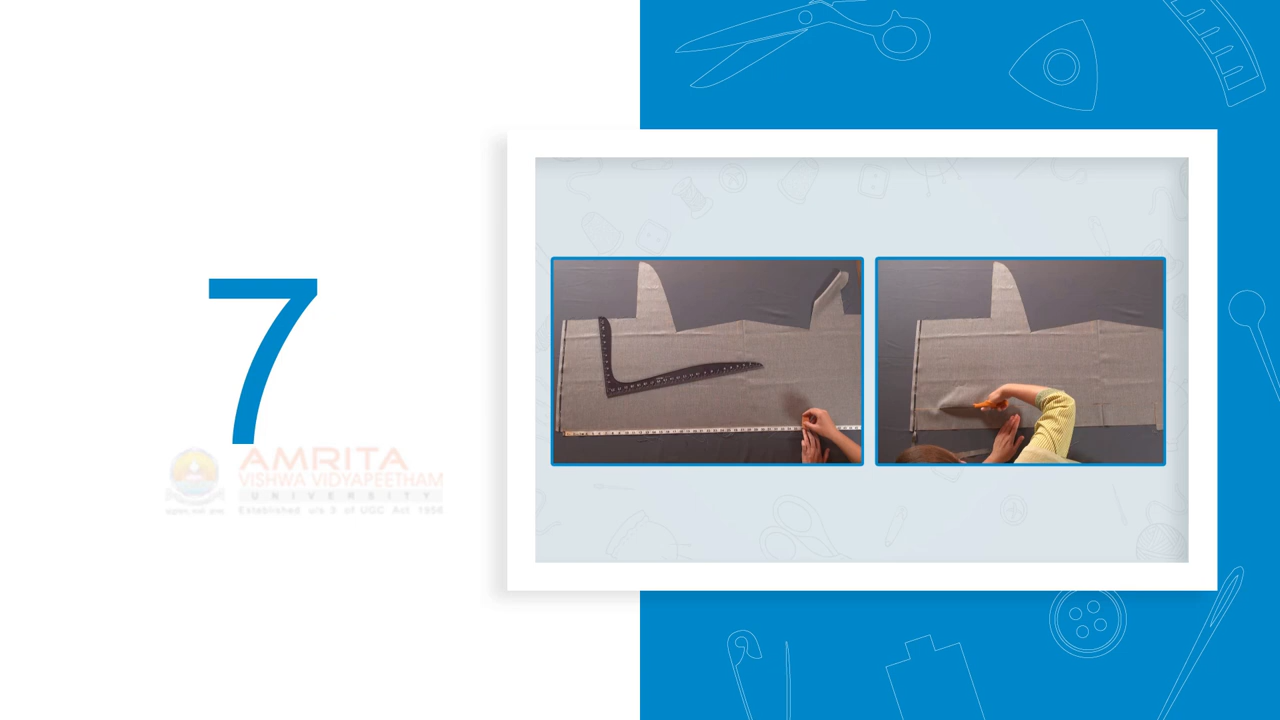 7
AMRITA
VISHWA VIDYAPEETHAM
UNIVERSITY
Established u/s 3 of UGC Act 1956